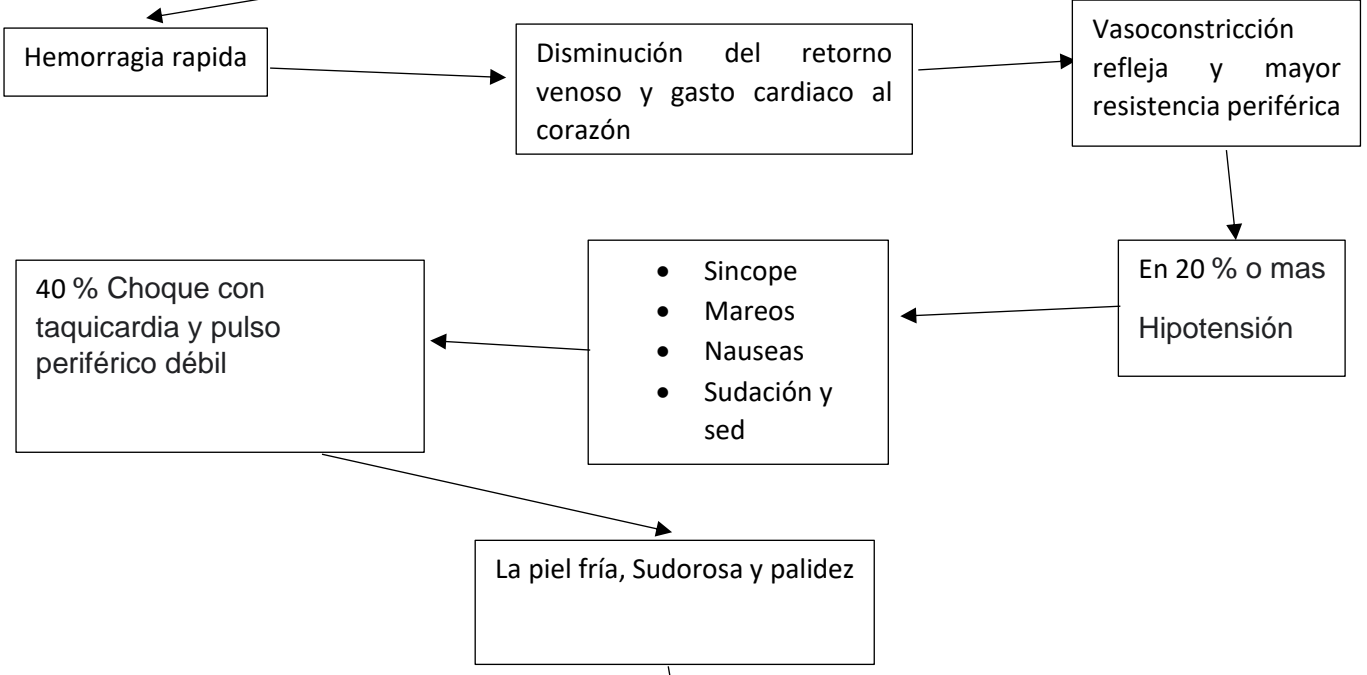 Hemorragia rapida
Disminución del retorno
venoso y gasto cardiaco al
corazón
Vasoconstricción
refleja y mayor
resistencia periférica
En 20 % o mas
Hipotensión
• Sincope
• Mareos
• Nauseas
• Sudación y
sed
40 % Choque con
taquicardia y pulso
periférico débil
La piel fría, Sudorosa y palidez